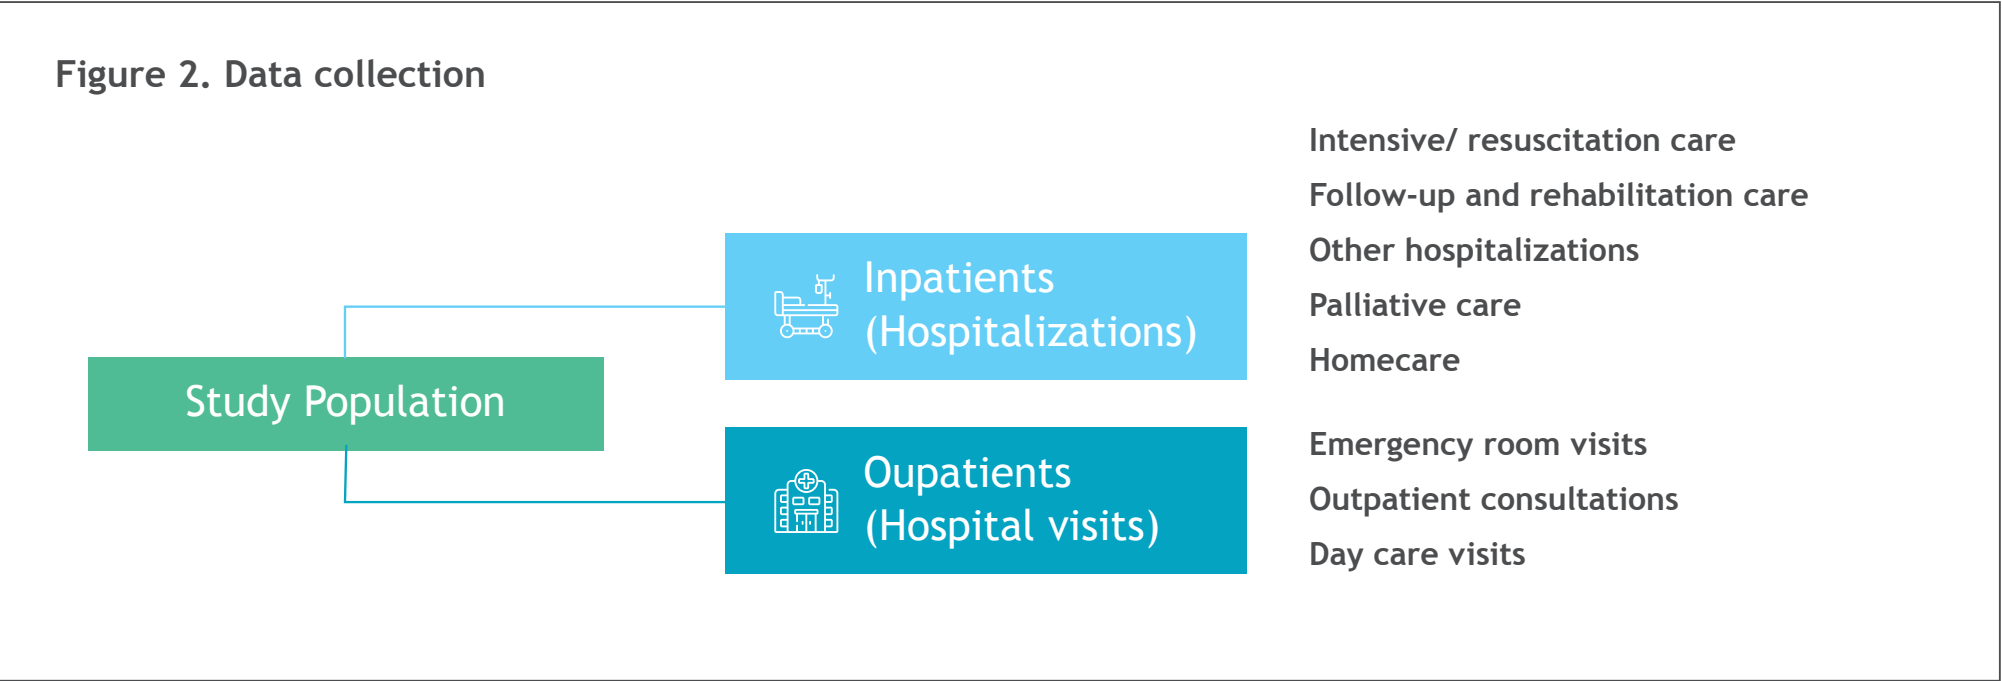 Figure 2. Data collection
Study Population
Inpatients
(Hospitalizations)
Intensive/ resuscitation care
Follow-up and rehabilitation care
Other hospitalizations
Palliative care
Homecare
Oupatients
(Hospital visits)
Emergency room visits
Outpatient consultations
Day care visits